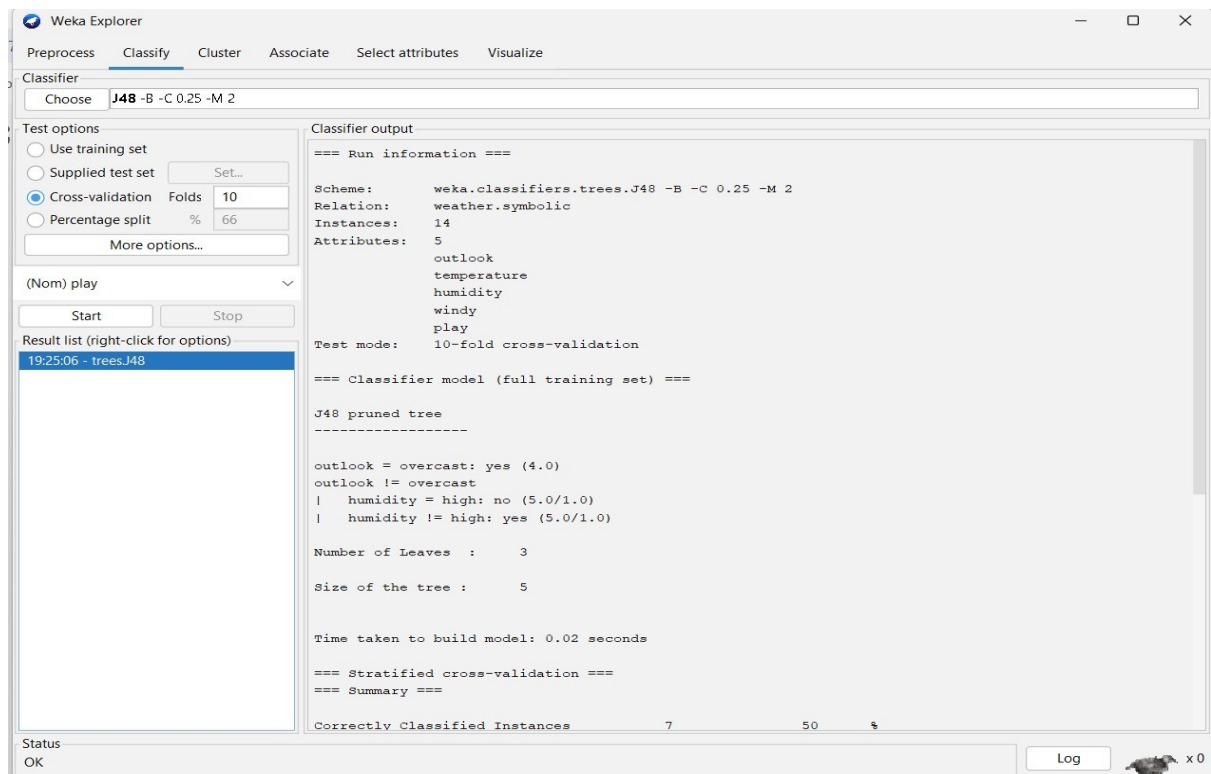 Weka Explorer
Preprocess Classify Cluster Associate Select attributes Visualize
Classifier
Choose J48 -B -C 0.25 -M 2
Test options
Use training set
Supplied test set Set...
Cross-validation Folds 10
Percentage split % 66
More options...
(Nom) play
Start Stop
Result list (right-click for options)
19:25:06 - trees.J48
Classifier output
=== Run information ===
Scheme: weka.classifiers.trees.J48 -B -C 0.25 -M 2
Relation: weather.symbolic
Instances: 14
Attributes: 5
outlook
temperature
humidity
windy
play
Test mode: 10-fold cross-validation
=== Classifier model (full training set) ===
J48 pruned tree
------------------
outlook = overcast: yes (4.0)
outlook != overcast
| humidity = high: no (5.0/1.0)
| humidity != high: yes (5.0/1.0)
Number of Leaves : 3
Size of the tree : 5
Time taken to build model: 0.02 seconds
=== Stratified cross-validation ===
=== Summary ===
Correctly Classified Instances 7 50 %
Status
OK
Log
x 0